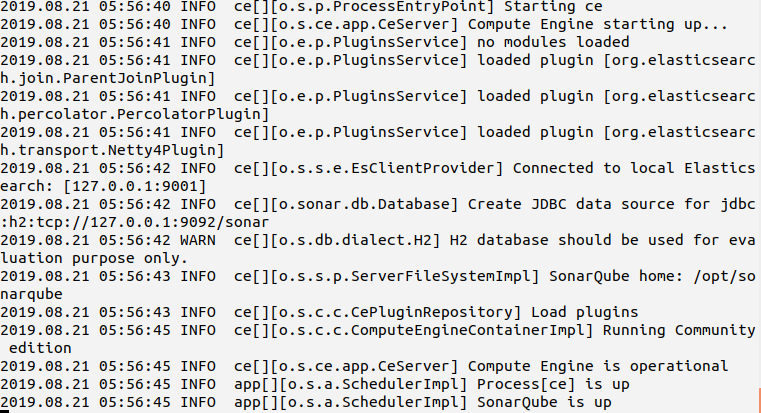 2019.08.21 05:56:40 INFO  ce[][o.s.p.ProcessEntryPoint] Starting ce
2019.08.21 05:56:40 INFO  ce[][o.s.ce.app.CeServer] Compute Engine starting up...
2019.08.21 05:56:41 INFO  ce[][o.e.p.PluginsService] no modules loaded
2019.08.21 05:56:41 INFO  ce[][o.e.p.PluginsService] loaded plugin [org.elasticsearc
h.join.ParentJoinPlugin]
2019.08.21 05:56:41 INFO  ce[][o.e.p.PluginsService] loaded plugin [org.elasticsearc
h.percolator.PercolatorPlugin]
2019.08.21 05:56:41 INFO  ce[][o.e.p.PluginsService] loaded plugin [org.elasticsearc
h.transport.Netty4Plugin]
2019.08.21 05:56:42 INFO  ce[][o.s.s.e.EsClientProvider] Connected to local Elastics
earch: [127.0.0.1:9001]
2019.08.21 05:56:42 INFO  ce[][o.sonar.db.Database] Create JDBC data source for jdbc
:h2:tcp://127.0.0.1:9092/sonar
2019.08.21 05:56:42 WARN  ce[][o.s.db.dialect.H2] H2 database should be used for eva
luation purpose only.
2019.08.21 05:56:43 INFO  ce[][o.s.s.p.ServerFileSystemImpl] SonarQube home: /opt/so
narqube
2019.08.21 05:56:43 INFO  ce[][o.s.c.c.CePluginRepository] Load plugins
2019.08.21 05:56:45 INFO  ce[][o.s.c.c.ComputeEngineContainerImpl] Running Community
 edition
2019.08.21 05:56:45 INFO  ce[][o.s.ce.app.CeServer] Compute Engine is operational
2019.08.21 05:56:45 INFO  app[][o.s.a.SchedulerImpl] Process[ce] is up
2019.08.21 05:56:45 INFO  app[][o.s.a.SchedulerImpl] SonarQube is up